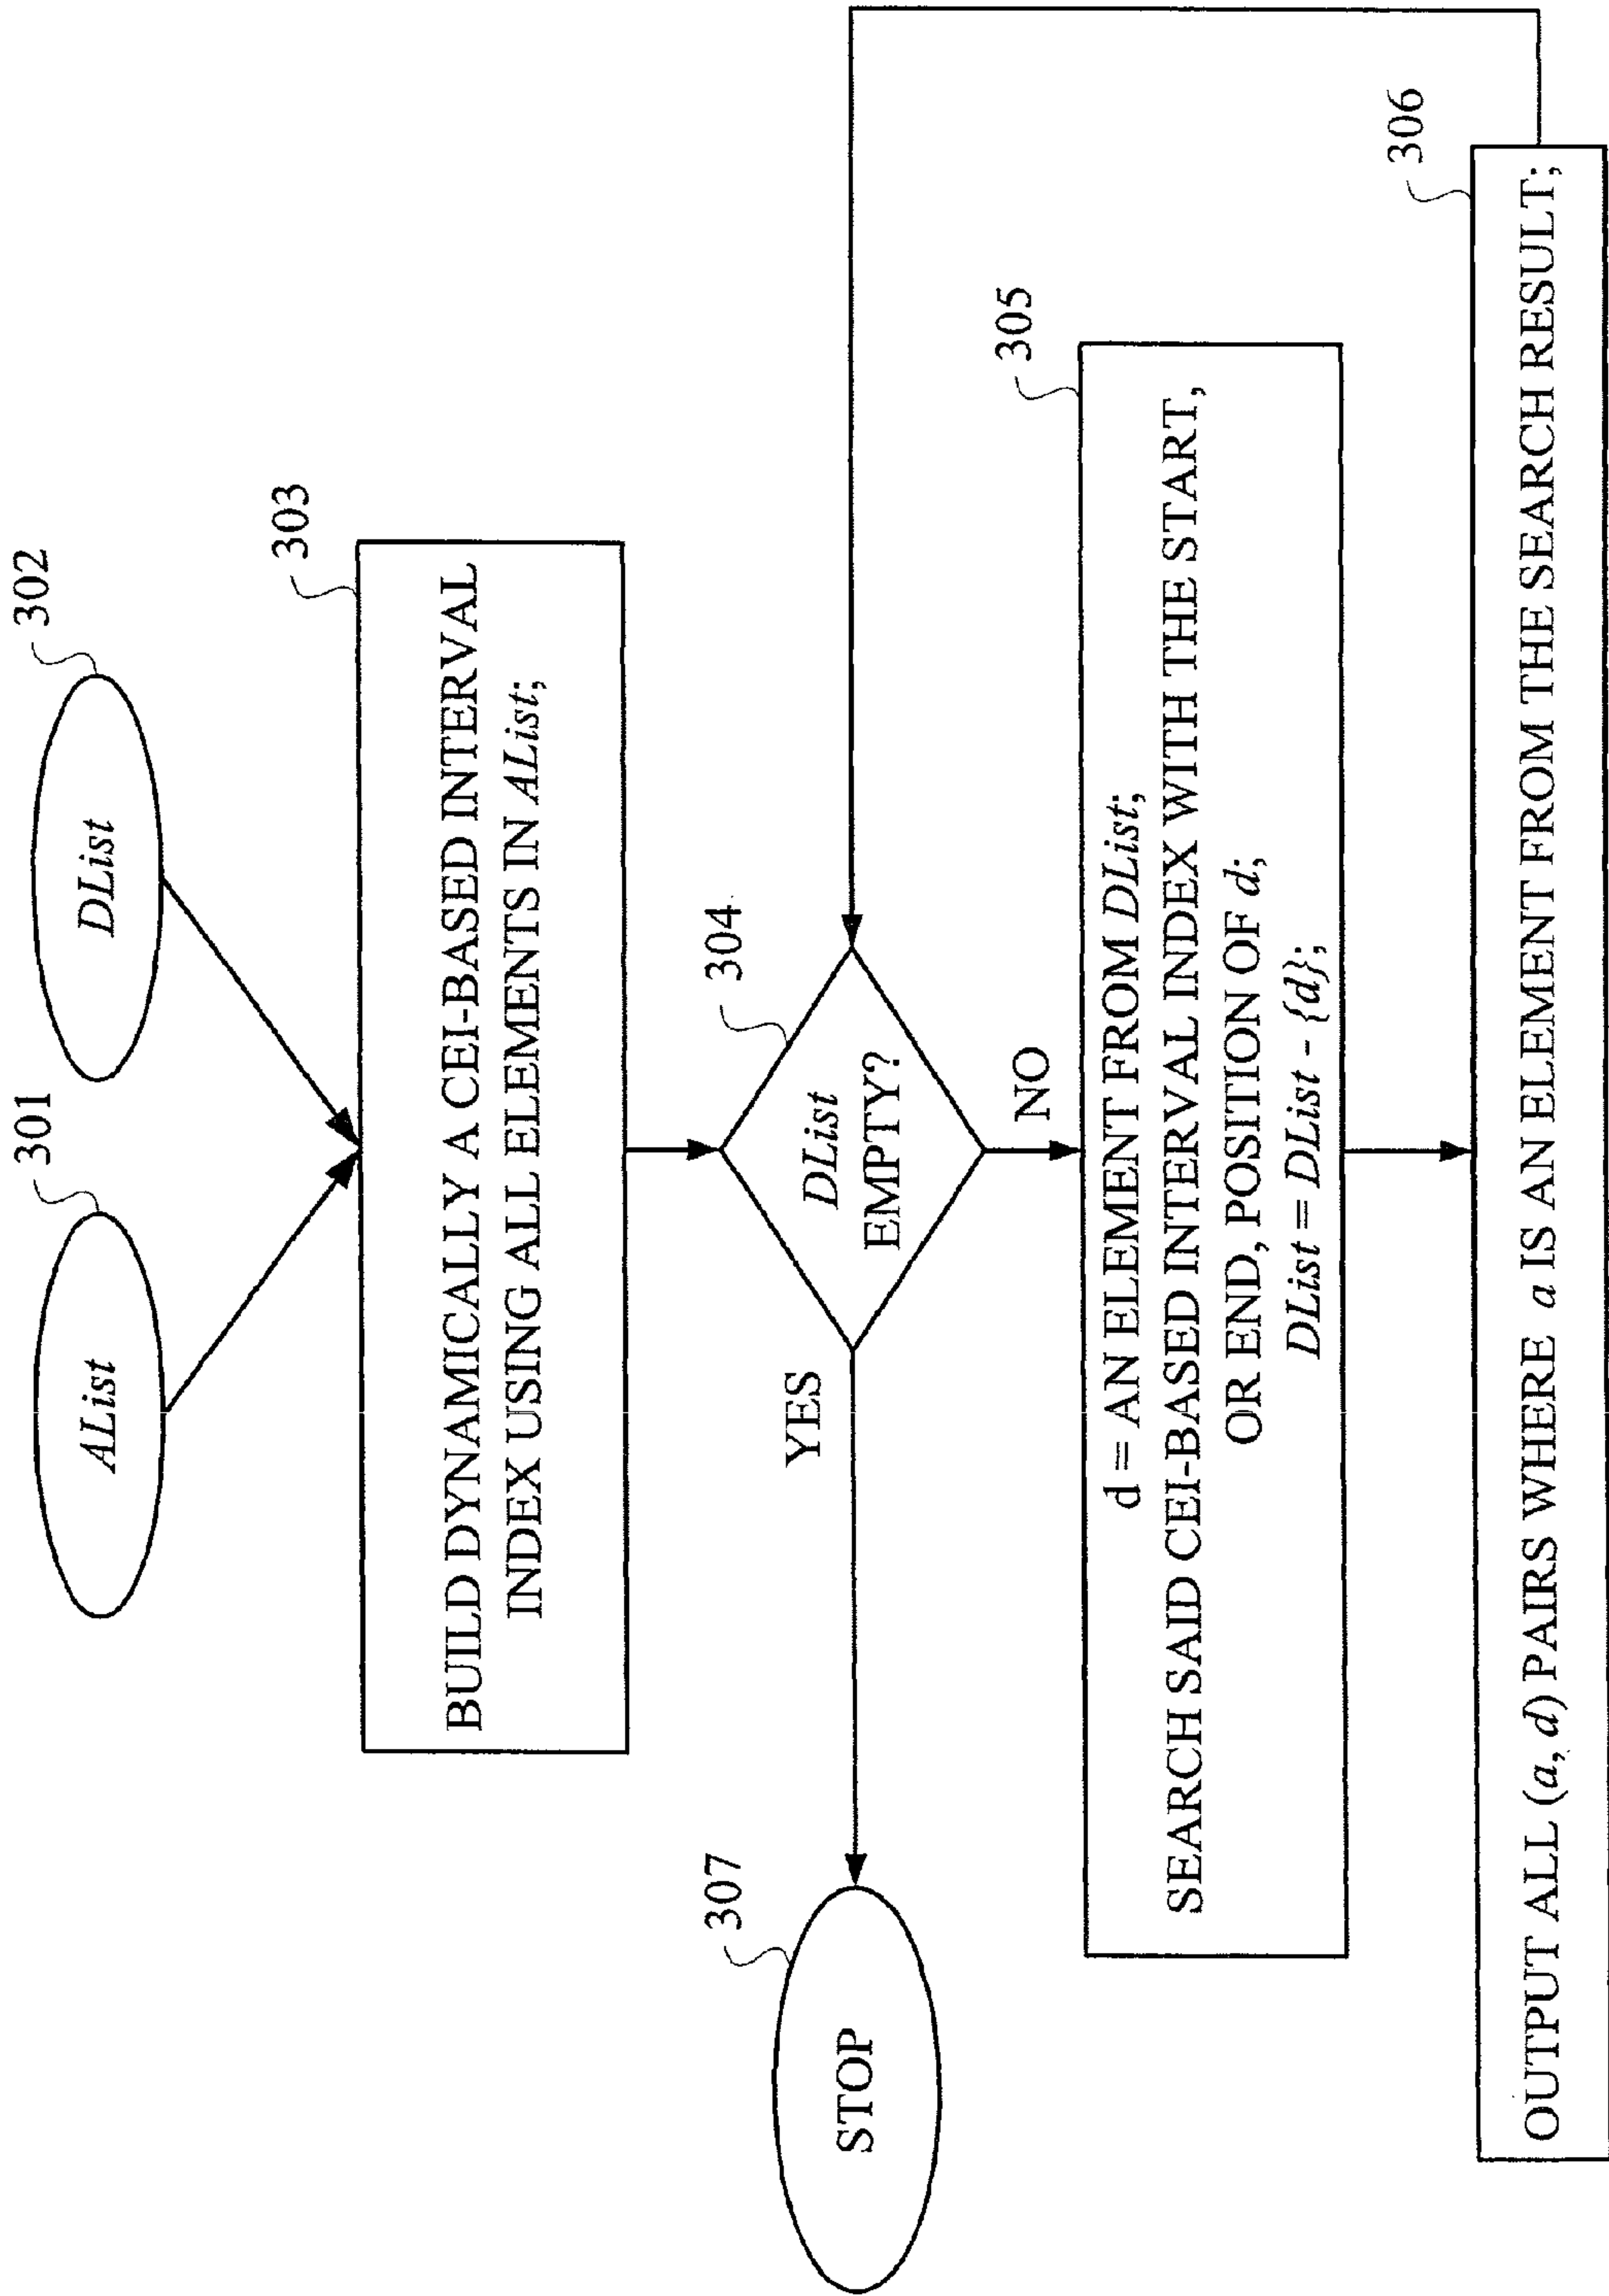 301
302
AList
DList
303
BUILD DYNAMICALLY A CEI-BASED INTERVAL
INDEX USING ALL ELEMENTS IN AList;
304
DList
EMPTY?
YES
NO
307
STOP
305
d = AN ELEMENT FROM DList;
SEARCH SAID CEI-BASED INTERVAL INDEX WITH THE START,
OR END, POSITION OF d;
DList = DList - {d};
306
OUTPUT ALL (a, d) PAIRS WHERE a IS AN ELEMENT FROM THE SEARCH RESULT;